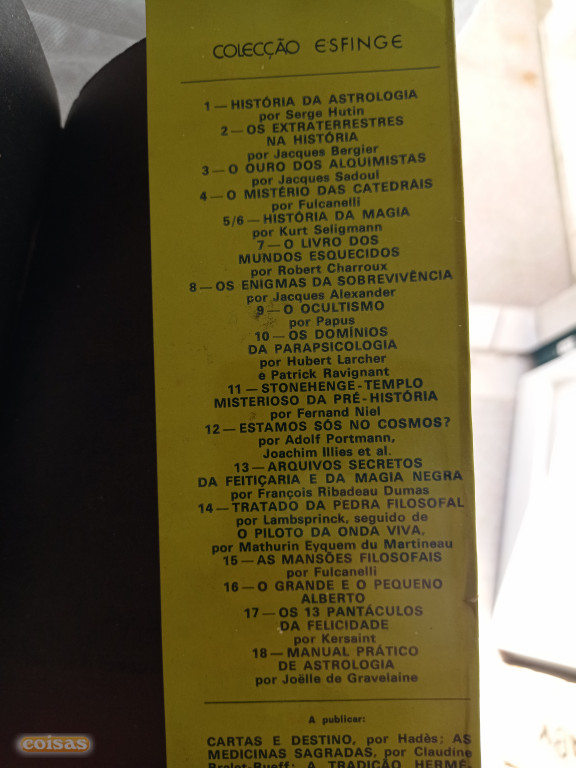 COLECÇÃO ESFINGE
1 — HISTÓRIA DA ASTROLOGIA
por Serge Hutin
2 — OS EXTRATERRESTRES
NA HISTÓRIA
por Jacques Bergier
3 — O OURO DOS ALQUIMISTAS
por Jacques Sadoul
4 — O MISTÉRIO DAS CATEDRAIS
por Fulcanelli
5/6 — HISTÓRIA DA MAGIA
por Kurt Seligmann
7 — O LIVRO DOS
MUNDOS ESQUECIDOS
por Robert Charroux
8 — OS ENIGMAS DA SOBREVIVÊNCIA
por Jacques Alexander
9 — O OCULTISMO
por Papus
10 — OS DOMÍNIOS
DA PARAPSICOLOGIA
por Hubert Larcher
e Patrick Ravignant
11 — STONEHENGE - TEMPLO
MISTERIOSO DA PRÉ - HISTÓRIA
por Fernand Niel
12 — ESTAMOS SÓS NO COSMOS?
por Adolf Portmann,
Joachim Illies et al.
13 — ARQUIVOS SECRETOS
DA FEITIÇARIA E DA MAGIA NEGRA
por François Ribadeau Dumas
14 — TRATADO DA PEDRA FILOSOFAL
por Lambsprinck, seguido de
O PILOTO DA ONDA VIVA,
por Mathurin Eyquem du Martineau
15 — AS MANSÕES FILOSOFAIS
por Fulcanelli
16 — O GRANDE E O PEQUENO
ALBERTO
17 — OS 13 PANTÁCULOS
DA FELICIDADE
por Kersaint
18 — MANUAL PRÁTICO
DE ASTROLOGIA
por Joëlle de Gravelaine
A publicar:
CARTAS E DESTINO, por Hadès; AS
MEDICINAS SAGRADAS, por Claudine
Brelet-Rueff; A TRADIÇÃO HERMÉ-
coisas